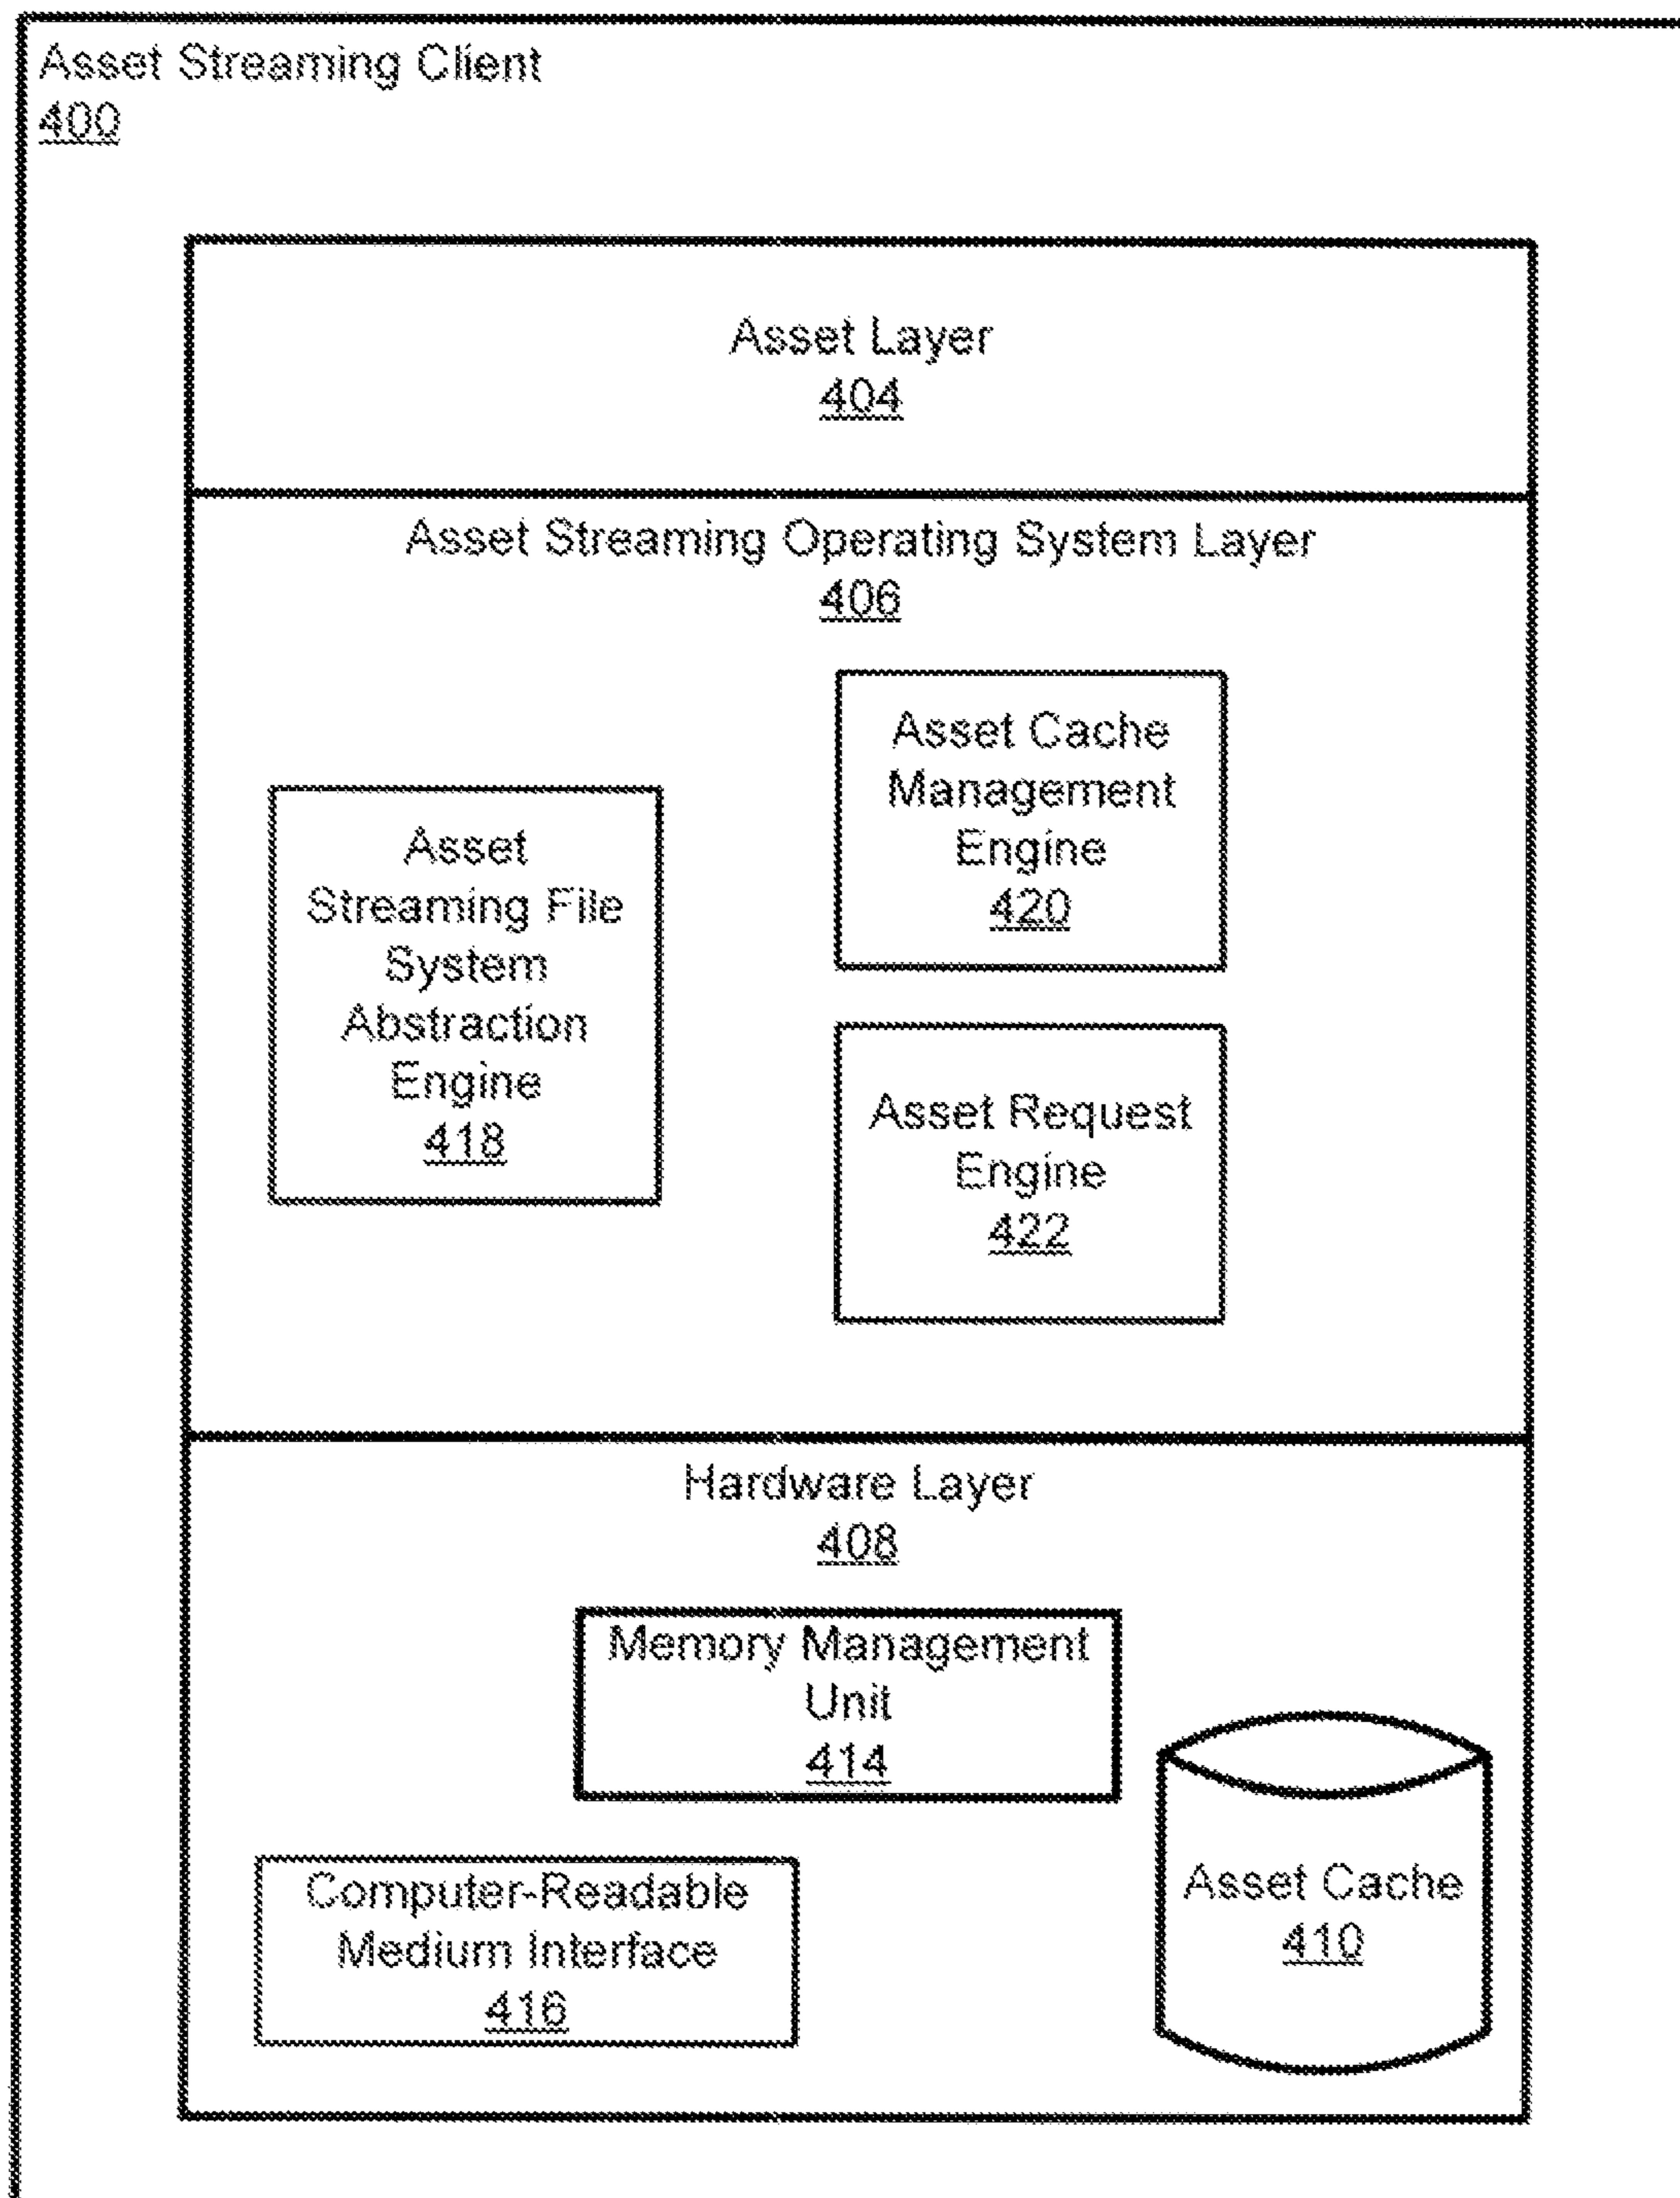 Asset Streaming Client
400
Asset Layer
404
Asset Streaming Operating System Layer
406
Asset Cache
Management
Engine
420
Asset
Streaming File
System
Abstraction
Engine
418
Asset Request
Engine
422
Hardware Layer
408
Memory Management
Unit
414
Computer-Readable
Medium Interface
416
Asset Cache
410